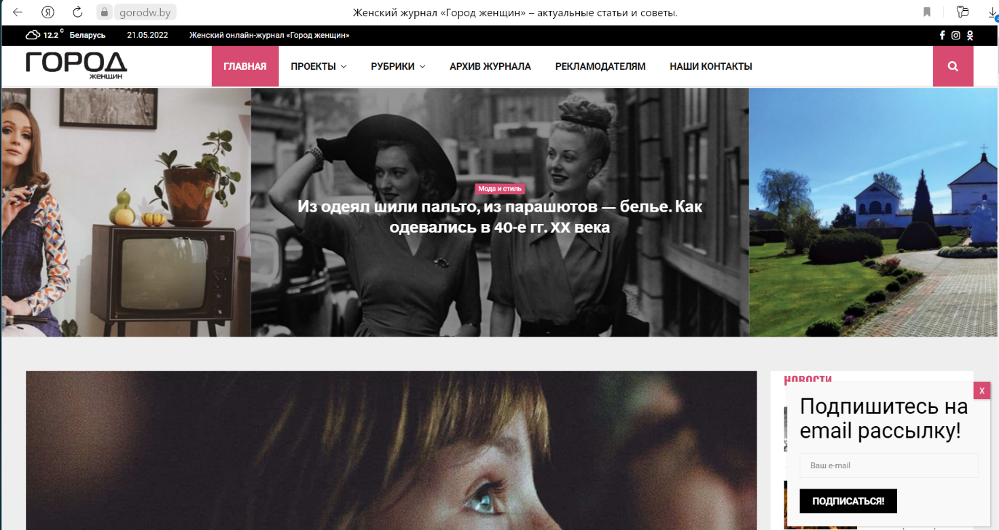 gorodw.by
Женский журнал «Город женщин» – актуальные статьи и советы.
12.2 C Беларусь
21.05.2022
Женский онлайн-журнал «Город женщин»
ГОРОД
женщин
ГЛАВНАЯ
ПРОЕКТЫ
РУБРИКИ
АРХИВ ЖУРНАЛА
РЕКЛАМОДАТЕЛЯМ
НАШИ КОНТАКТЫ
Мода и стиль
Из одеял шили пальто, из парашютов — белье. Как
одевались в 40-е гг. XX века
НОВОСТИ
X
Подпишитесь на
email рассылку!
Ваш e-mail
ПОДПИСАТЬСЯ!